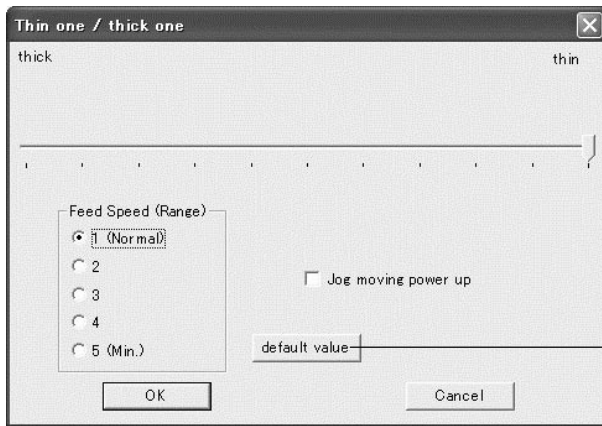 Thin one / thick one
thick
thin
Feed Speed (Range)
1 (Normal)
2
3
4
5 (Min.)
Jog moving power up
default value
OK
Cancel